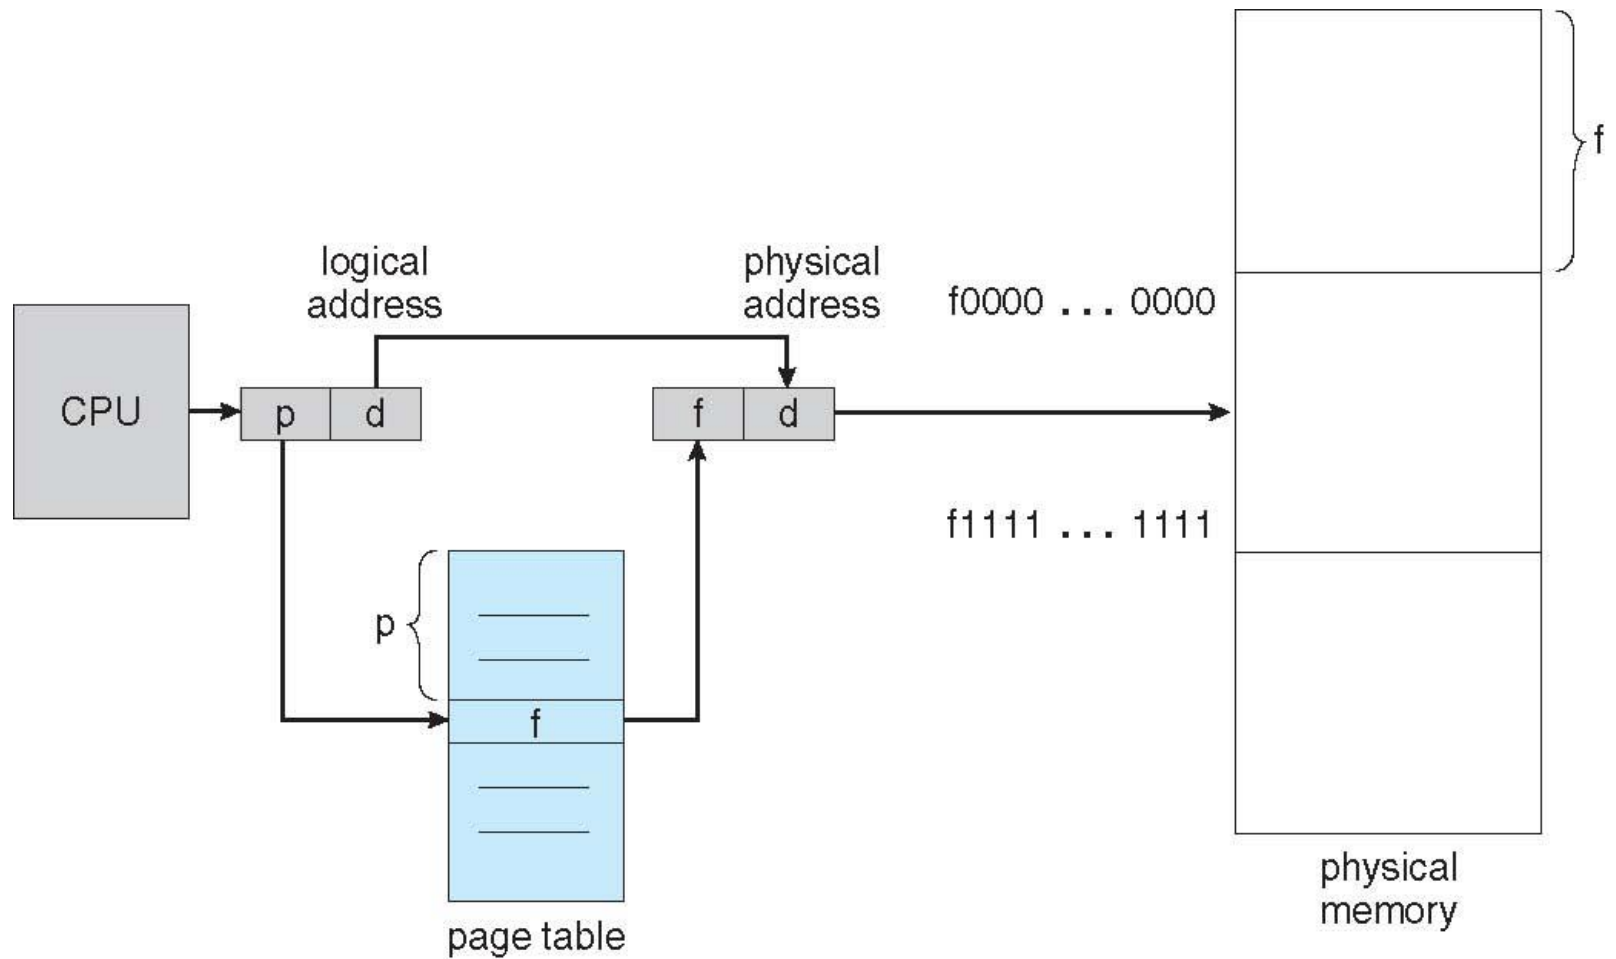 f
logical
address
physical
address
f0000 ... 0000
CPU
p
d
f
d
f1111 ... 1111
p
f
page table
physical
memory